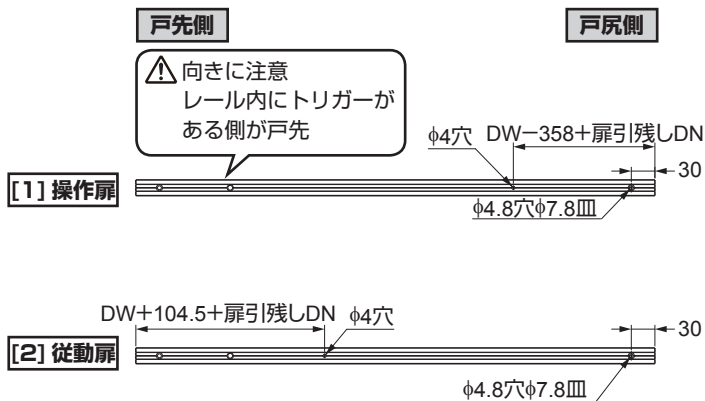 戸先側
戸尻側
向きに注意
レール内にトリガーが
ある側が戸先
φ4穴
DW−358+扉引残しDN
30
[1] 操作扉
φ4.8穴φ7.8皿
DW+104.5+扉引残しDN
φ4穴
30
[2] 従動扉
φ4.8穴φ7.8皿